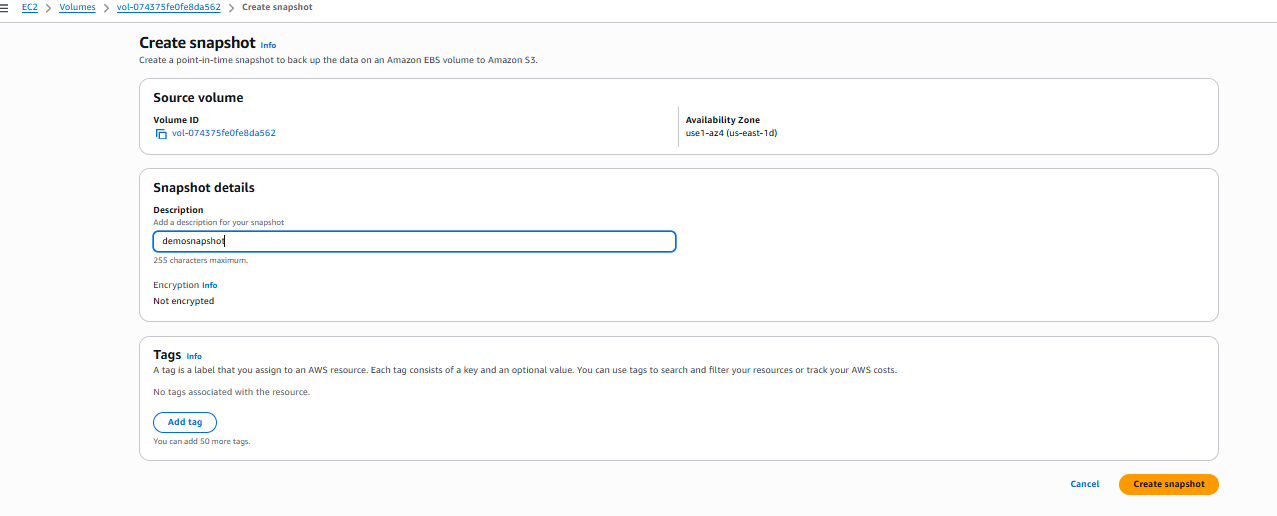 EC2 > Volumes > vol-074375fe0fe8da562 > Create snapshot
Create snapshot Info
Create a point-in-time snapshot to back up the data on an Amazon EBS volume to Amazon S3.
Source volume
Volume ID
vol-074375fe0fe8da562
Availability Zone
use1-az4 (us-east-1d)
Snapshot details
Description
Add a description for your snapshot
demosnapshot
255 characters maximum.
Encryption Info
Not encrypted
Tags Info
A tag is a label that you assign to an AWS resource. Each tag consists of a key and an optional value. You can use tags to search and filter your resources or track your AWS costs.
No tags associated with the resource.
Add tag
You can add 50 more tags.
Cancel Create snapshot